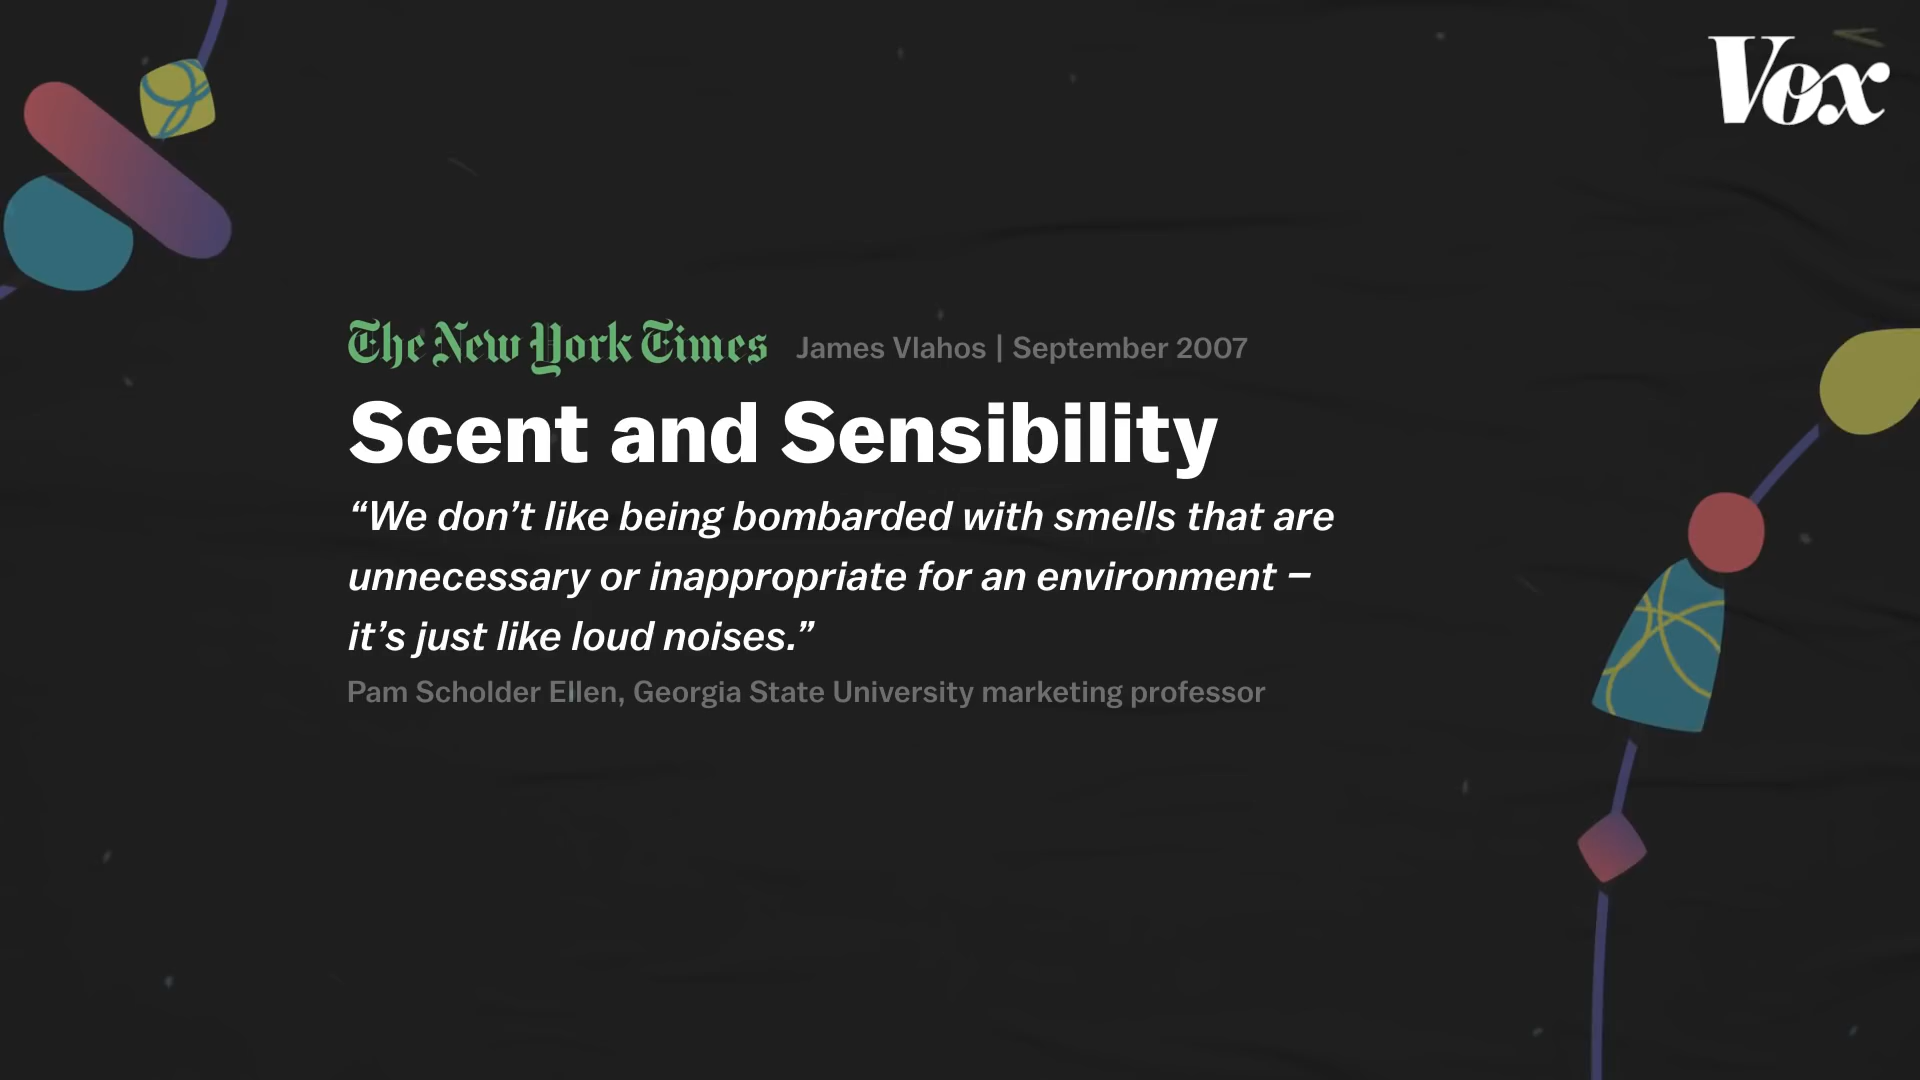 Vox
The New York Times James Vlahos | September 2007
Scent and Sensibility
“We don’t like being bombarded with smells that are
unnecessary or inappropriate for an environment –
it’s just like loud noises.”
Pam Scholder Ellen, Georgia State University marketing professor